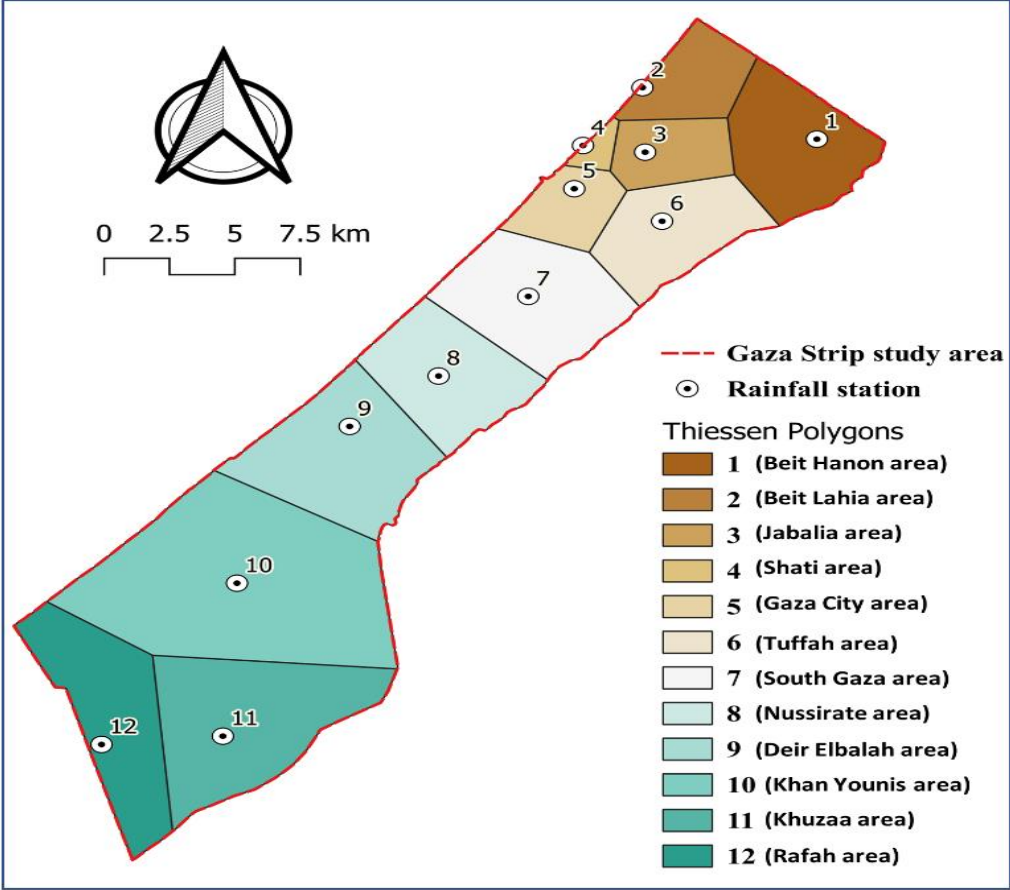 2
1
4
3
5
6
0 2.5 5 7.5 km
7
Gaza Strip study area
8
Rainfall station
9
Thiessen Polygons
1 (Beit Hanon area)
2 (Beit Lahia area)
3 (Jabalia area)
4 (Shati area)
10
5 (Gaza City area)
6 (Tuffah area)
7 (South Gaza area)
12
11
8 (Nussirate area)
9 (Deir Elbalah area)
10 (Khan Younis area)
11 (Khuzaa area)
12 (Rafah area)